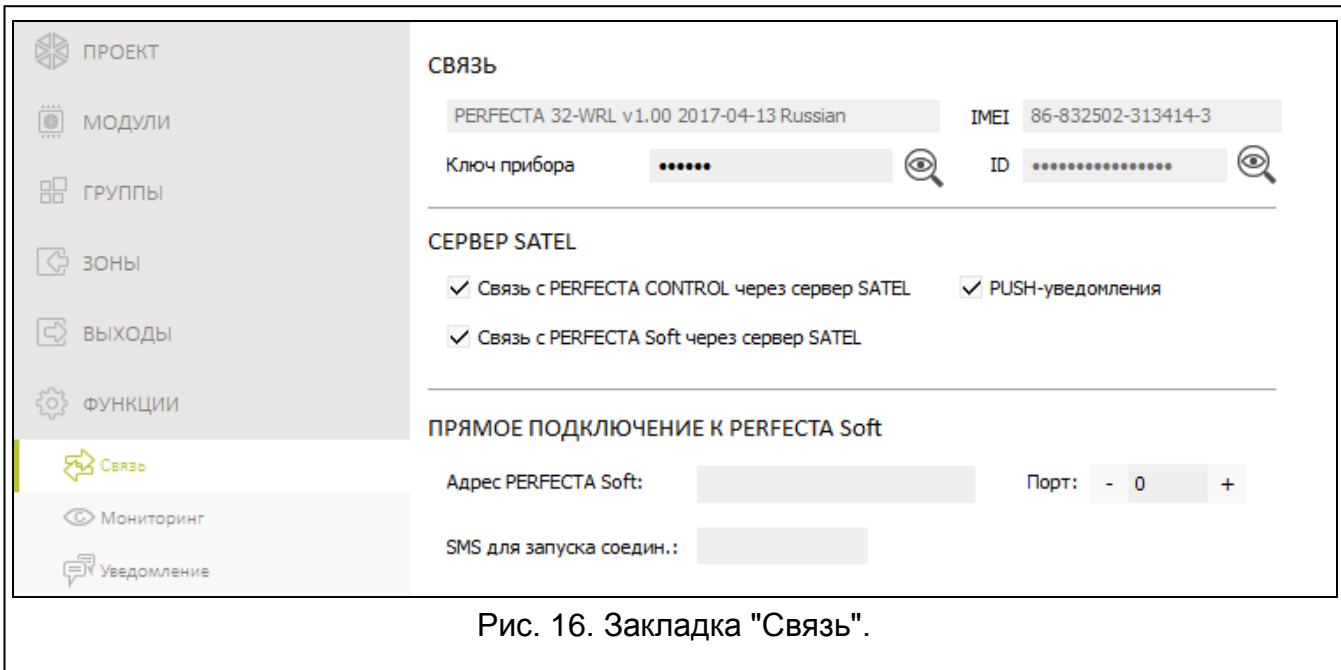 ПРОЕКТ
МОДУЛИ
ГРУППЫ
ЗОНЫ
ВЫХОДЫ
ФУНКЦИИ
Связь
Мониторинг
Уведомление
СВЯЗЬ
PERFECTA 32-WRL v1.00 2017-04-13 Russian IMEI 86-832502-313414-3
Ключ прибора •••••• ID ••••••••••••••••
СЕРВЕР SATEL
Связь с PERFECTA CONTROL через сервер SATEL PUSH-уведомления
Связь с PERFECTA Soft через сервер SATEL
ПРЯМОЕ ПОДКЛЮЧЕНИЕ К PERFECTA Soft
Адрес PERFECTA Soft: Порт: - 0 +
SMS для запуска соедин.:
Рис. 16. Закладка "Связь".